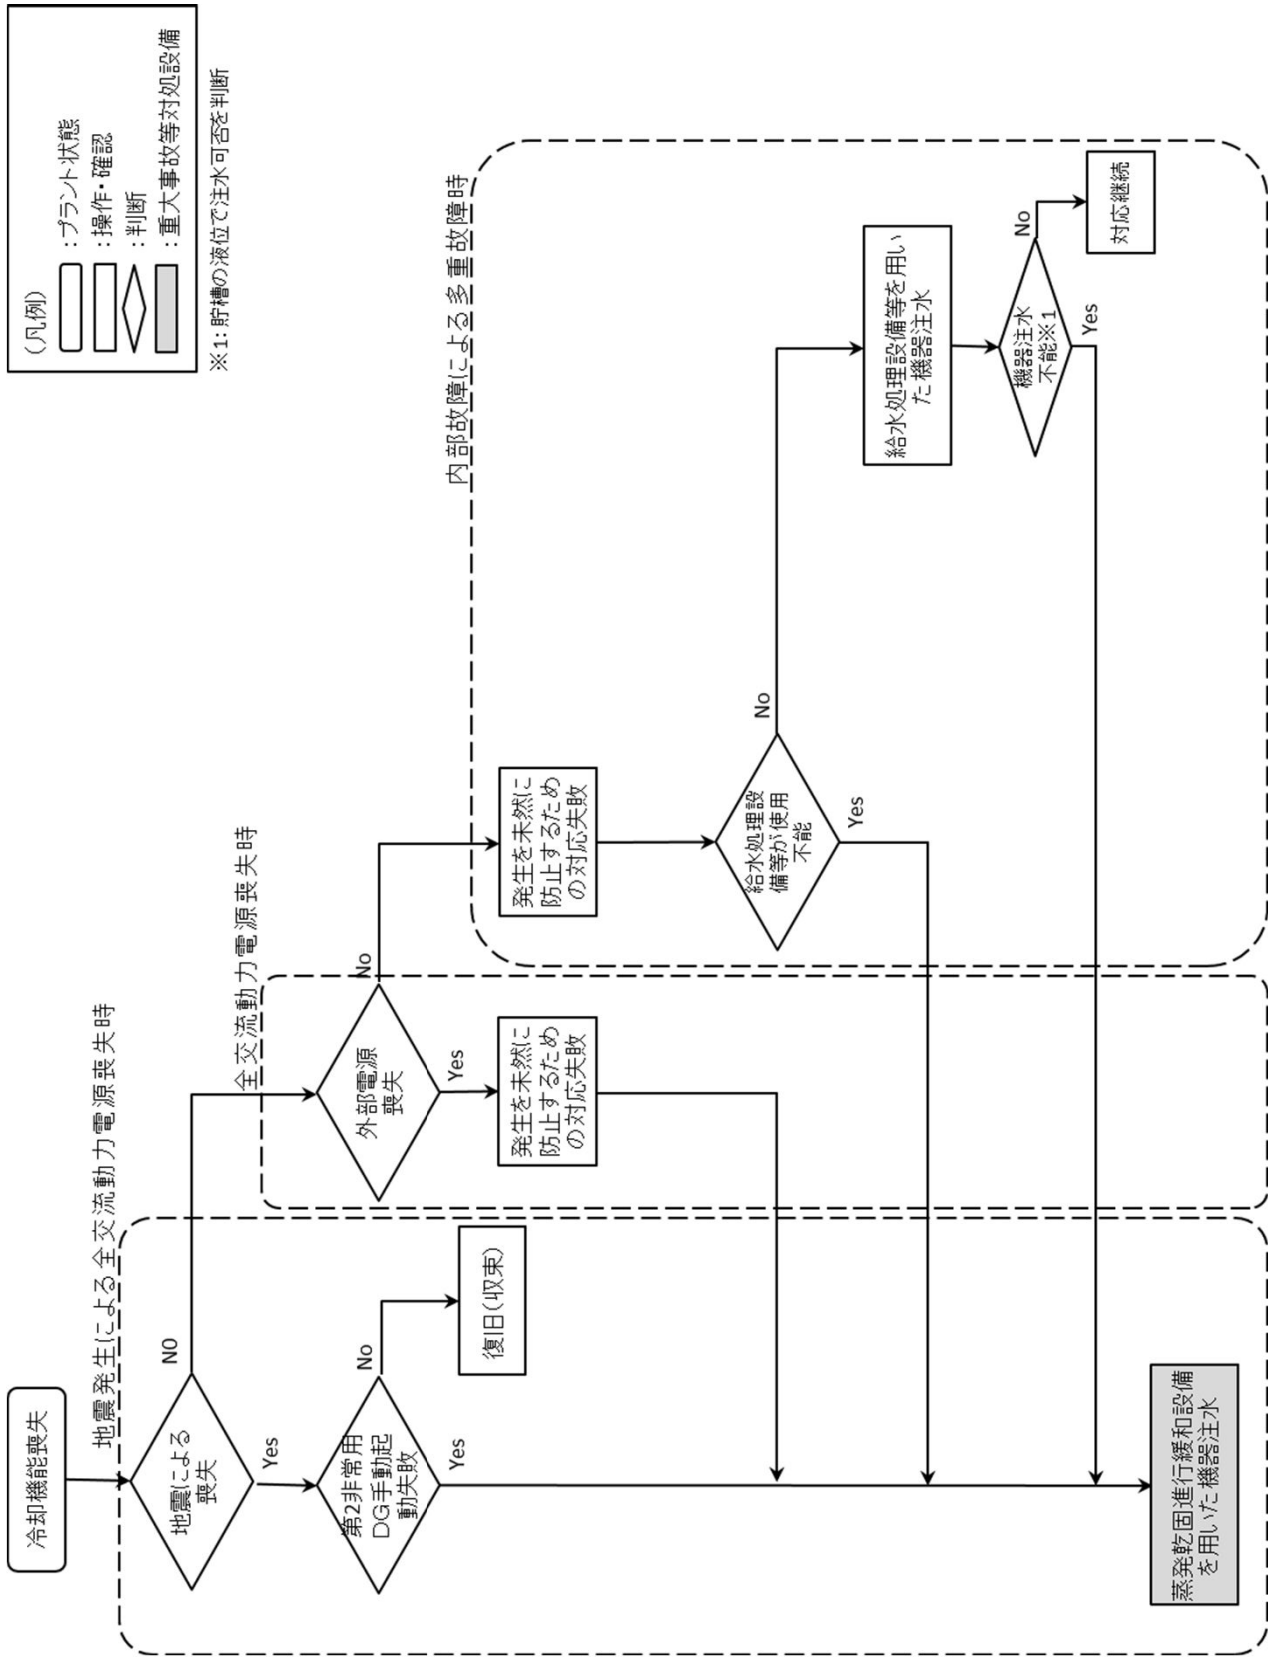 冷却機能喪失
地震発生による全交流動力電源喪失時
地震による
喪失
NO
Yes
第2非常用
DG手動起
動失敗
No
Yes
復旧(収束)
全交流動力電源喪失時
外部電源
喪失
No
Yes
発生を未然に
防止するため
の対応失敗
内部故障による多重故障時
発生を未然に
防止するため
の対応失敗
給水処理設
備等が使用
不能
No
Yes
給水処理設備等を用い
た機器注水
機器注水
不能※1
No
Yes
対応継続
蒸発乾固進行緩和設備
を用いた機器注水
(凡例)
:プラント状態
:操作・確認
:判断
:重大事故等対処設備
※1:貯槽の液位で注水可否を判断